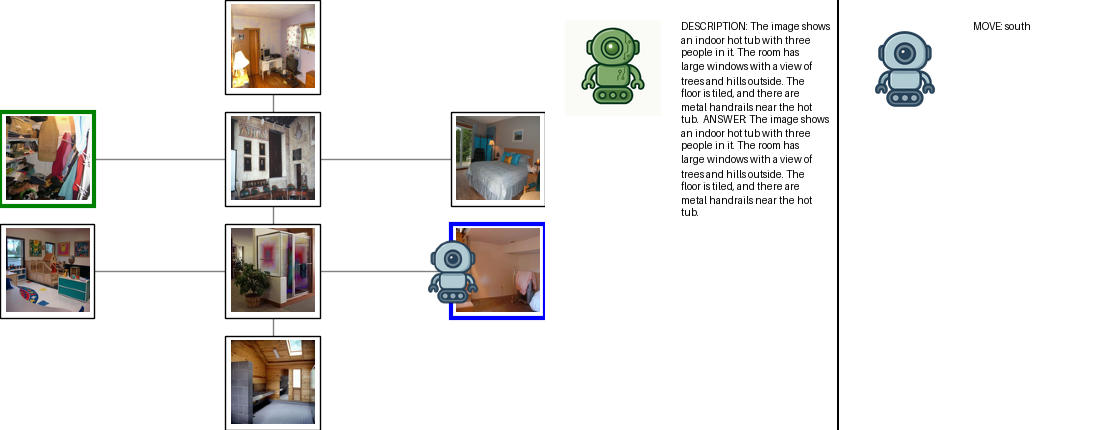 DESCRIPTION: The image shows
an indoor hot tub with three
people in it. The room has
large windows with a view of
trees and hills outside. The
floor is tiled, and there are
metal handrails near the hot
tub. ANSWER: The image shows
an indoor hot tub with three
people in it. The room has
large windows with a view of
trees and hills outside. The
floor is tiled, and there are
metal handrails near the hot
tub.
MOVE: south